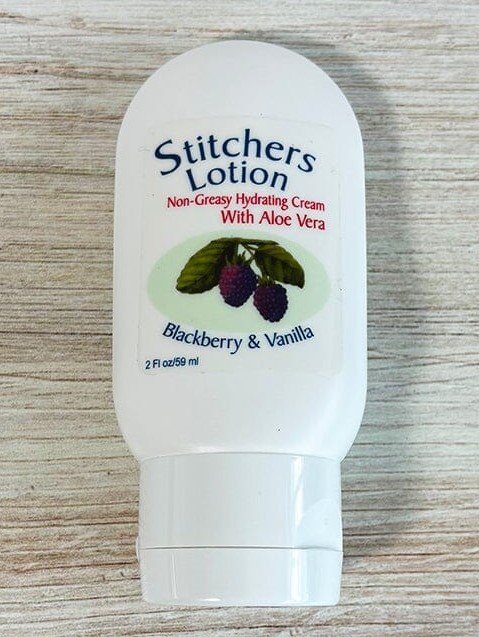 Stitchers
Lotion
Non-Greasy Hydrating Cream
With Aloe Vera
Blackberry & Vanilla
2 Fl oz/59 ml